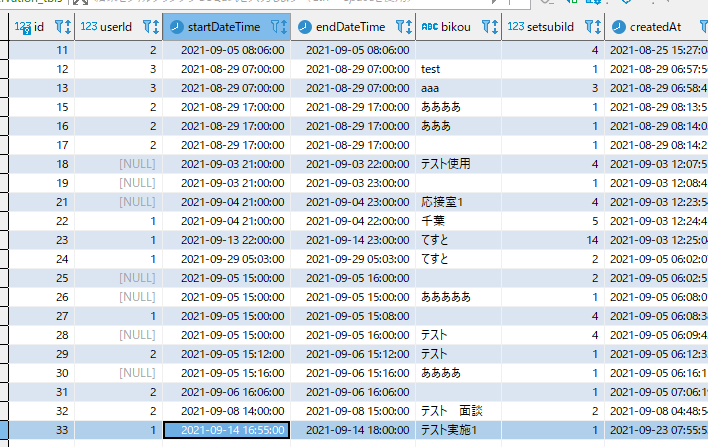 123 id 123 userId startDateTime endDateTime ABC bikou 123 setsubiId createdAt
11 2 2021-09-05 08:06:00 2021-09-05 08:06:00 4 2021-08-25 15:27:0
12 3 2021-08-29 07:00:00 2021-08-29 07:00:00 test 1 2021-08-29 06:57:5
13 3 2021-08-29 07:00:00 2021-08-29 07:00:00 aaa 3 2021-08-29 06:58:4
15 2 2021-08-29 17:00:00 2021-08-29 17:00:00 ああああ 1 2021-08-29 08:13:5
16 2 2021-08-29 17:00:00 2021-08-29 17:00:00 あああ 1 2021-08-29 08:14:0
17 2 2021-08-29 17:00:00 2021-08-29 17:00:00 1 2021-08-29 08:14:2
18 [NULL] 2021-09-03 21:00:00 2021-09-03 22:00:00 テスト使用 4 2021-09-03 12:07:5
19 [NULL] 2021-09-03 21:00:00 2021-09-03 23:00:00 1 2021-09-03 12:08:4
21 [NULL] 2021-09-04 21:00:00 2021-09-04 23:00:00 応接室1 4 2021-09-03 12:23:5
22 1 2021-09-04 21:00:00 2021-09-04 22:00:00 千葉 5 2021-09-03 12:24:4
23 1 2021-09-13 22:00:00 2021-09-14 23:00:00 てすと 14 2021-09-03 12:25:0
24 1 2021-09-29 05:03:00 2021-09-29 05:03:00 てすと 2 2021-09-05 06:02:0
25 [NULL] 2021-09-05 15:00:00 2021-09-05 16:00:00 2 2021-09-05 06:02:5
26 [NULL] 2021-09-05 15:00:00 2021-09-05 15:00:00 あああああ 1 2021-09-05 06:08:0
27 1 2021-09-05 15:00:00 2021-09-05 15:08:00 4 2021-09-05 06:08:3
28 [NULL] 2021-09-05 15:00:00 2021-09-05 16:00:00 テスト 4 2021-09-05 06:09:4
29 2 2021-09-05 15:12:00 2021-09-06 15:12:00 テスト 1 2021-09-05 06:12:3
30 [NULL] 2021-09-05 15:16:00 2021-09-06 15:16:00 ああああ 1 2021-09-05 06:16:1
31 2 2021-09-06 16:06:00 2021-09-06 16:06:00 1 2021-09-05 07:06:1
32 2 2021-09-08 14:00:00 2021-09-08 15:00:00 テスト　面談 2 2021-09-08 04:48:5
33 1 2021-09-14 16:55:00 2021-09-14 18:00:00 テスト実施1 1 2021-09-23 07:55:5